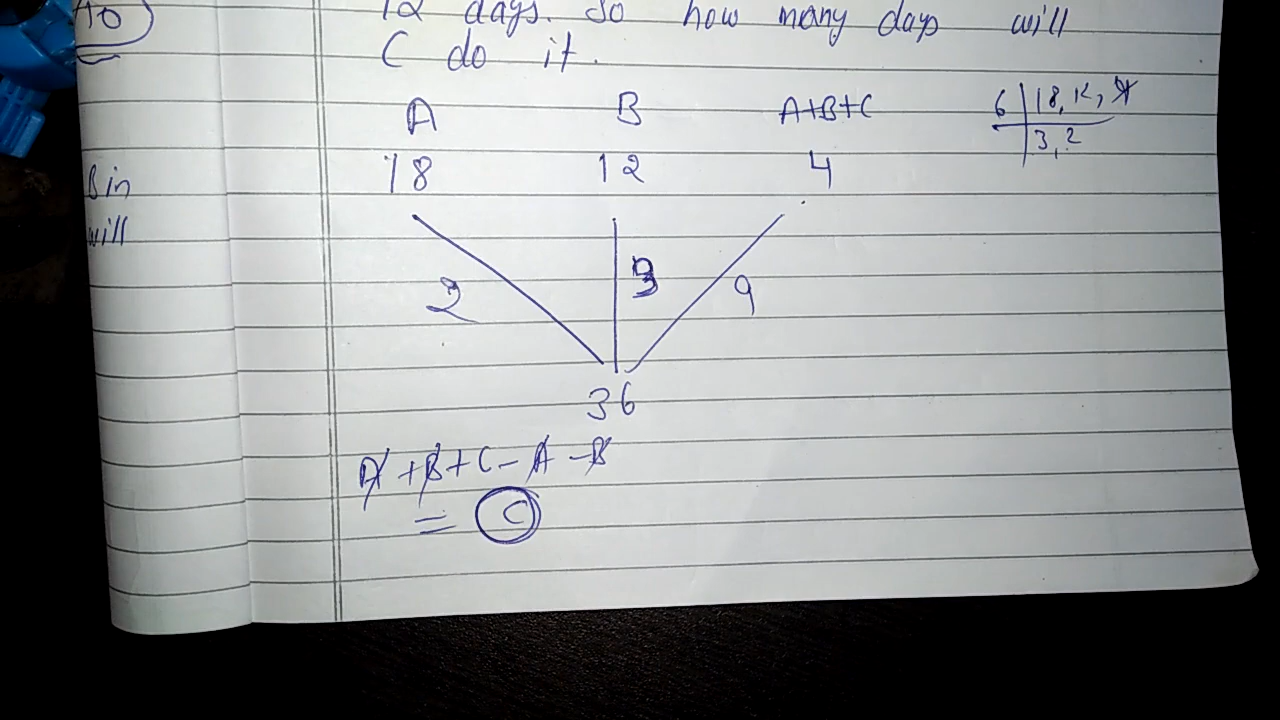 12 days. So how many days will
C do it.
A B A+B+C
18 12 4
6 | 18, 12, 4
3, 2
B in
will
2 3 9
36
A + B + C - A - B
= C